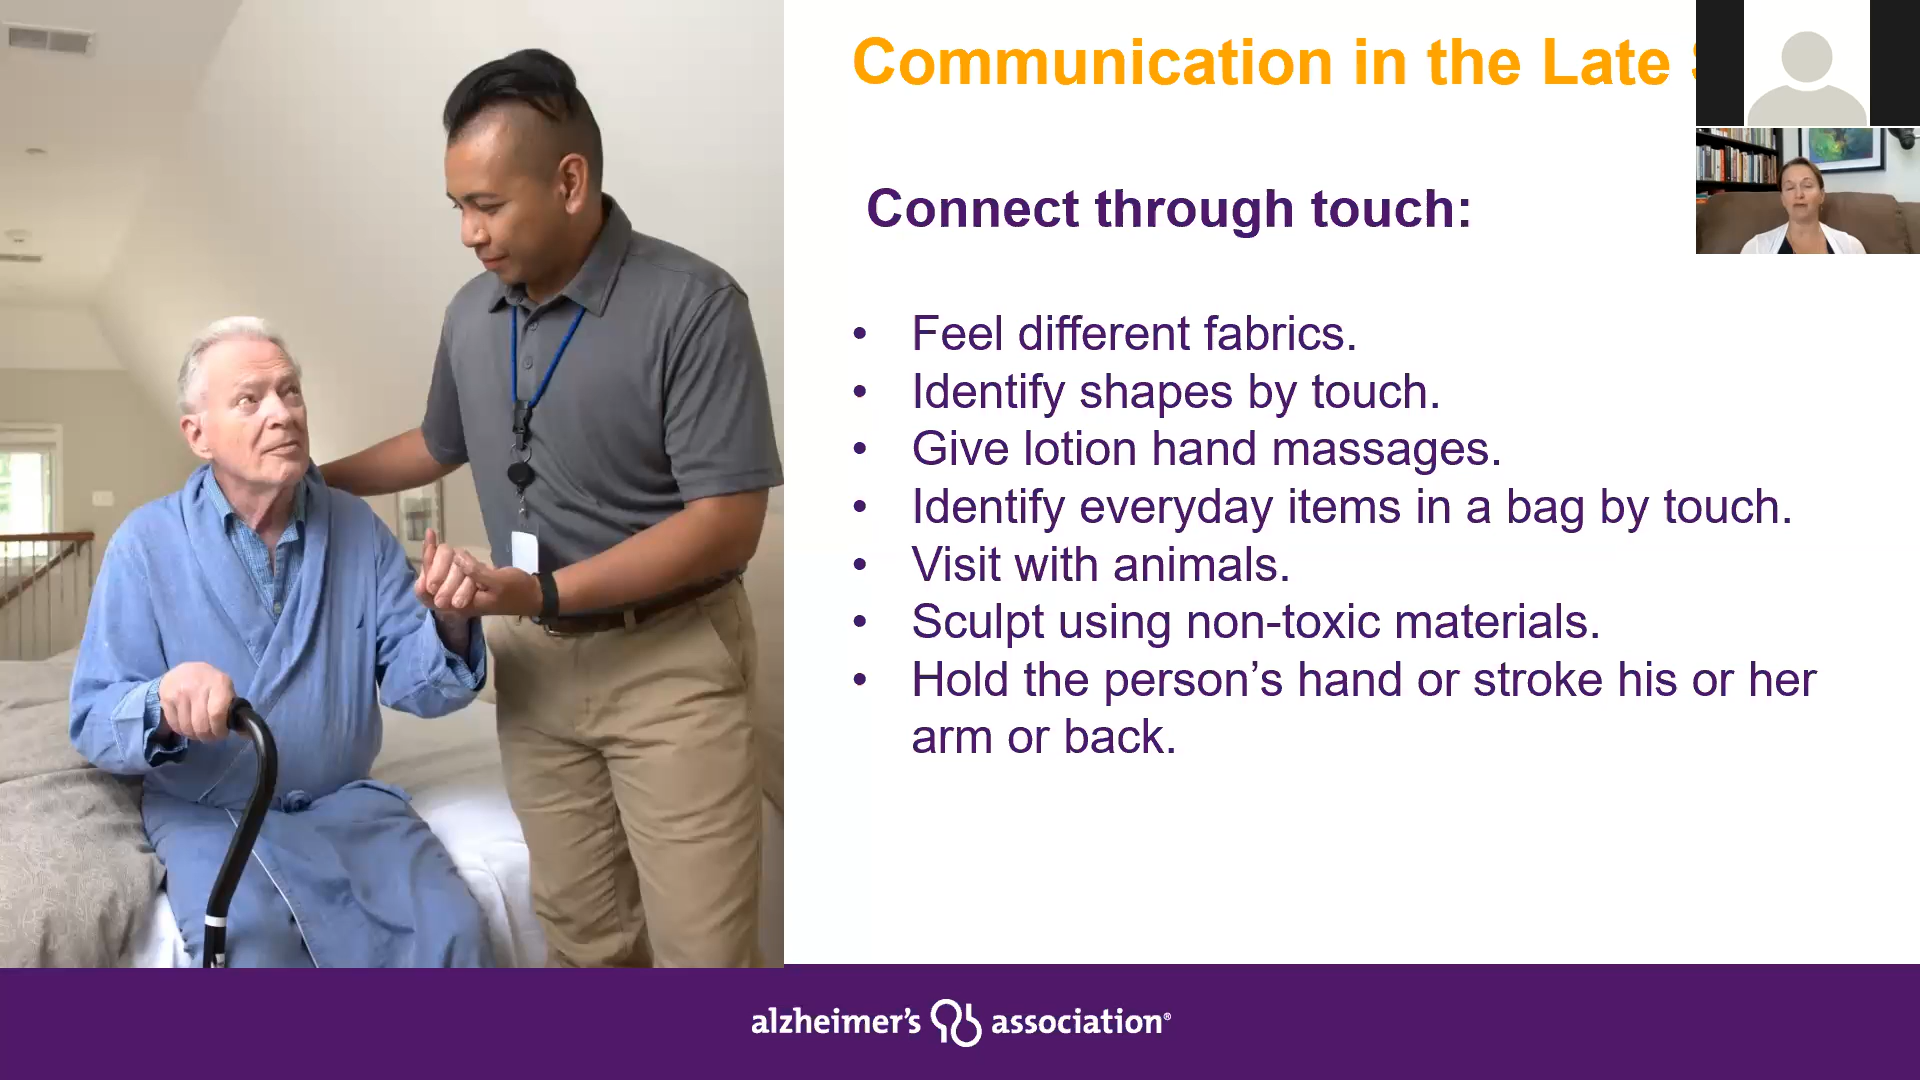 Communication in the Late
Connect through touch:
• Feel different fabrics.
• Identify shapes by touch.
• Give lotion hand massages.
• Identify everyday items in a bag by touch.
• Visit with animals.
• Sculpt using non-toxic materials.
• Hold the person’s hand or stroke his or her
arm or back.
alzheimer’s association®